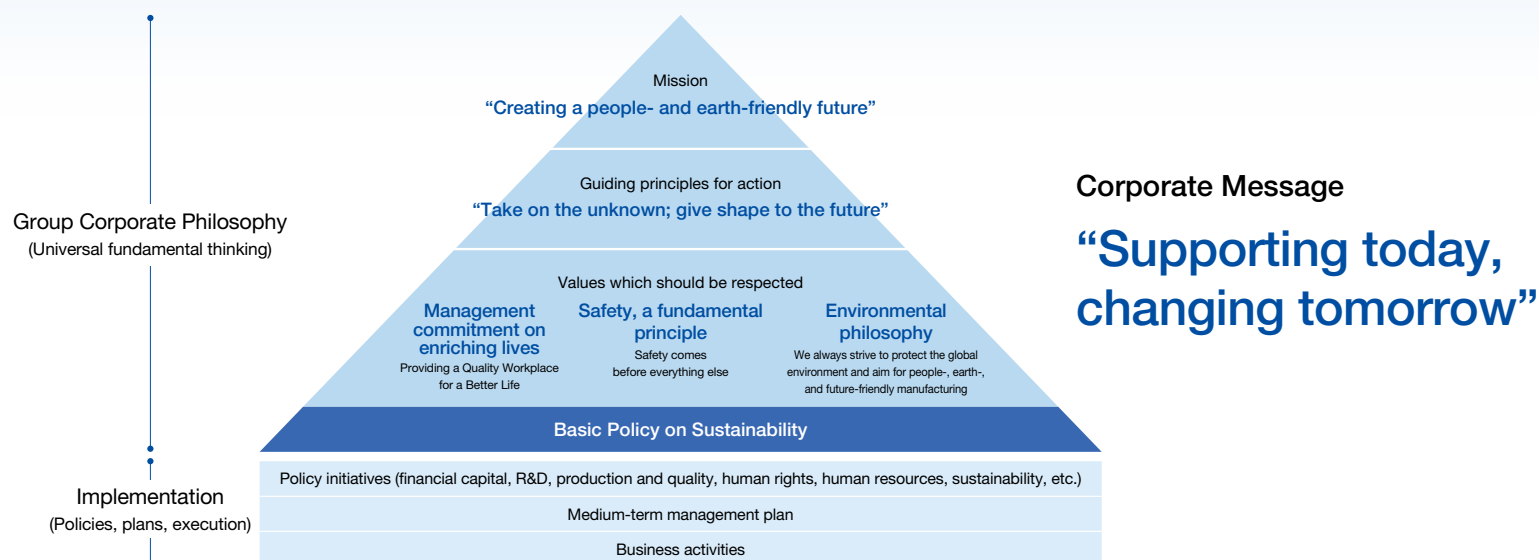 Mission
“Creating a people- and earth-friendly future”
Guiding principles for action
“Take on the unknown; give shape to the future”
Group Corporate Philosophy
(Universal fundamental thinking)
Values which should be respected
Management
commitment on
enriching lives
Providing a Quality Workplace
for a Better Life
Safety, a fundamental
principle
Safety comes
before everything else
Environmental
philosophy
We always strive to protect the global
environment and aim for people-, earth-,
and future-friendly manufacturing
Basic Policy on Sustainability
Implementation
(Policies, plans, execution)
Policy initiatives (financial capital, R&D, production and quality, human rights, human resources, sustainability, etc.)
Medium-term management plan
Business activities
Corporate Message
“Supporting today,
changing tomorrow”